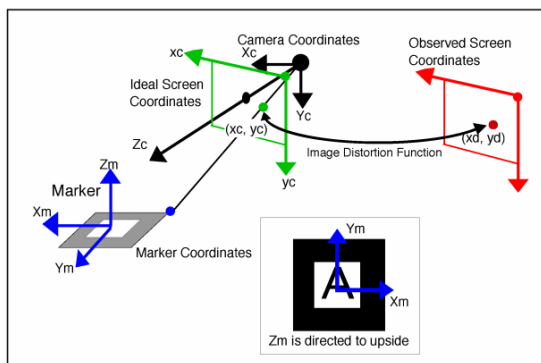 Camera Coordinates
xc
Xc
Observed Screen
Coordinates
Ideal Screen
Coordinates
(xc, yc)
Yc
(xd, yd)
Zc
Image Distortion Function
Zm
yc
Marker
Xm
Marker Coordinates
Ym
Ym
A
Xm
Zm is directed to upside